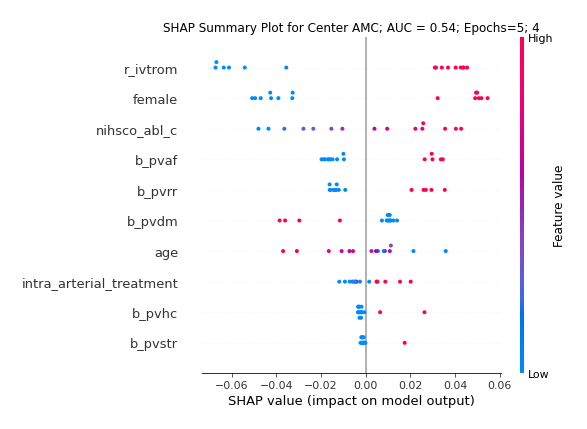 SHAP Summary Plot for Center AMC; AUC = 0.54; Epochs=5; 4
High
r_ivtrom
female
nihsco_abl_c
b_pvaf
b_pvrr
b_pvdm
age
intra_arterial_treatment
b_pvhc
b_pvstr
Feature value
Low
−0.06 −0.04 −0.02 0.00 0.02 0.04 0.06
SHAP value (impact on model output)